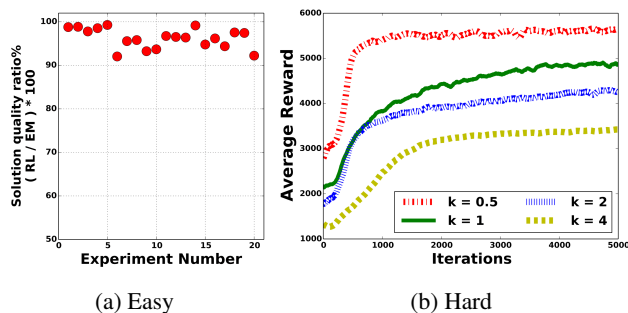 Solution quality ratio%
( RL / EM ) * 100
100
90
80
70
60
50
0
5
10
15
20
Experiment Number
(a) Easy
Average Reward
6000
5000
4000
3000
2000
1000
0
1000
2000
3000
4000
5000
k = 0.5
k = 2
k = 1
k = 4
Iterations
(b) Hard